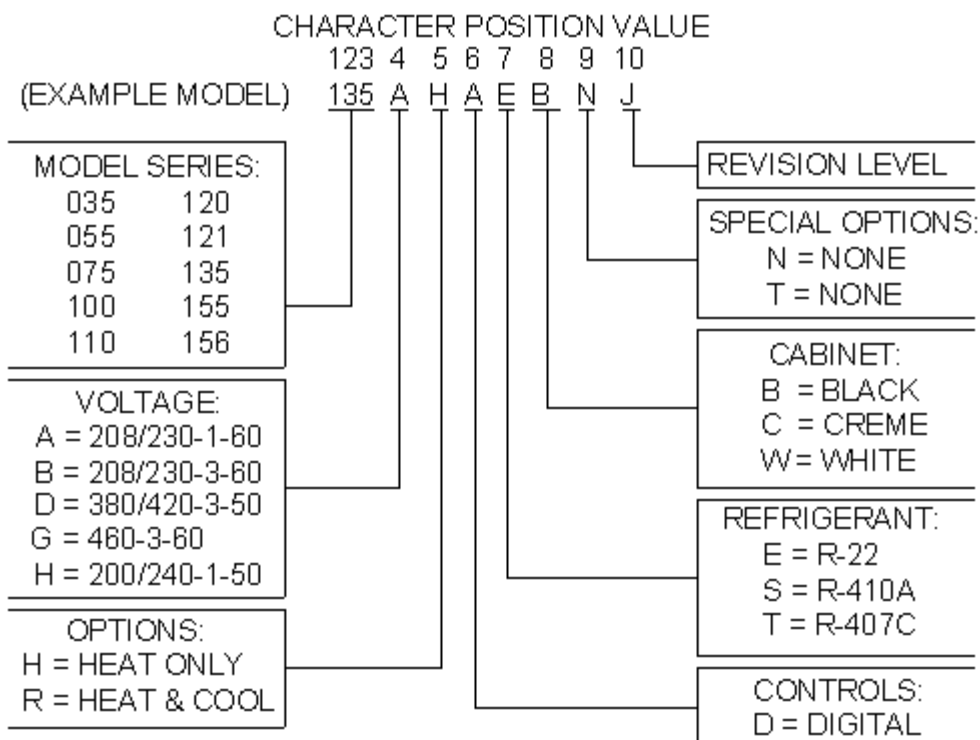 CHARACTER POSITION VALUE
123 4 5 6 7 8 9 10
(EXAMPLE MODEL) 135 A H A E B N J
MODEL SERIES:
035 120
055 121
075 135
100 155
110 156
VOLTAGE:
A = 208/230-1-60
B = 208/230-3-60
D = 380/420-3-50
G = 460-3-60
H = 200/240-1-50
OPTIONS:
H = HEAT ONLY
R = HEAT & COOL
REVISION LEVEL
SPECIAL OPTIONS:
N = NONE
T = NONE
CABINET:
B = BLACK
C = CREME
W = WHITE
REFRIGERANT:
E = R-22
S = R-410A
T = R-407C
CONTROLS:
D = DIGITAL